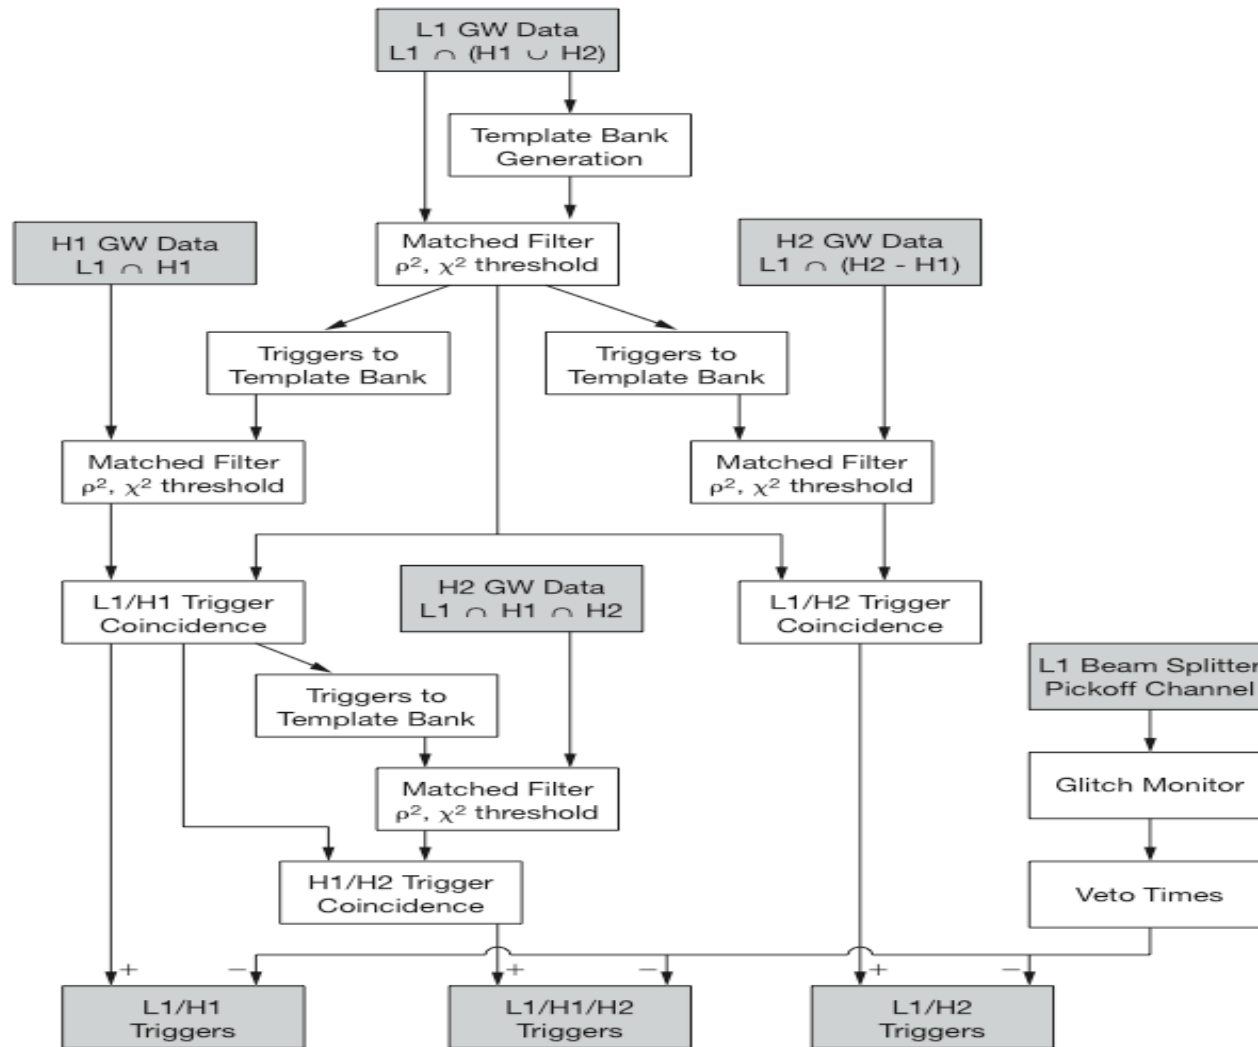 L1 GW Data
L1 ∩ (H1 ∪ H2)
Template Bank
Generation
H1 GW Data
L1 ∩ H1
Matched Filter
ρ², χ² threshold
H2 GW Data
L1 ∩ (H2 - H1)
Triggers to
Template Bank
Triggers to
Template Bank
Matched Filter
ρ², χ² threshold
Matched Filter
ρ², χ² threshold
L1/H1 Trigger
Coincidence
H2 GW Data
L1 ∩ H1 ∩ H2
L1/H2 Trigger
Coincidence
L1 Beam Splitter
Pickoff Channel
Triggers to
Template Bank
Matched Filter
ρ², χ² threshold
Glitch Monitor
H1/H2 Trigger
Coincidence
Veto Times
+ − + − + −
L1/H1
Triggers
L1/H1/H2
Triggers
L1/H2
Triggers